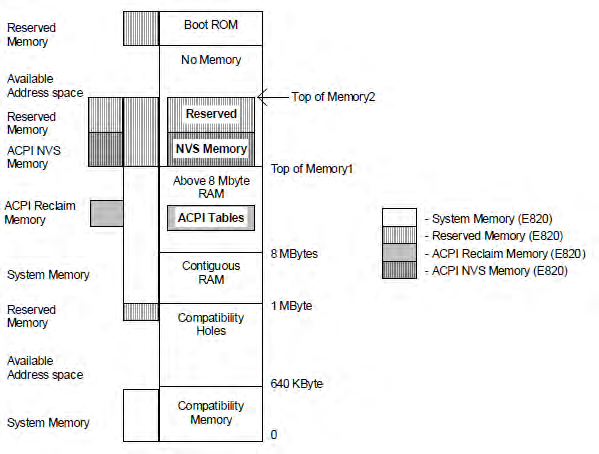 Reserved
Memory
Boot ROM
No Memory
Available
Address space
Top of Memory2
Reserved
Memory
Reserved
ACPI NVS
Memory
NVS Memory
Top of Memory1
Above 8 Mbyte
RAM
ACPI Reclaim
Memory
ACPI Tables
- System Memory (E820)
- Reserved Memory (E820)
- ACPI Reclaim Memory (E820)
- ACPI NVS Memory (E820)
8 MBytes
System Memory
Contiguous
RAM
1 MByte
Reserved
Memory
Compatibility
Holes
Available
Address space
640 KByte
System Memory
Compatibility
Memory
0